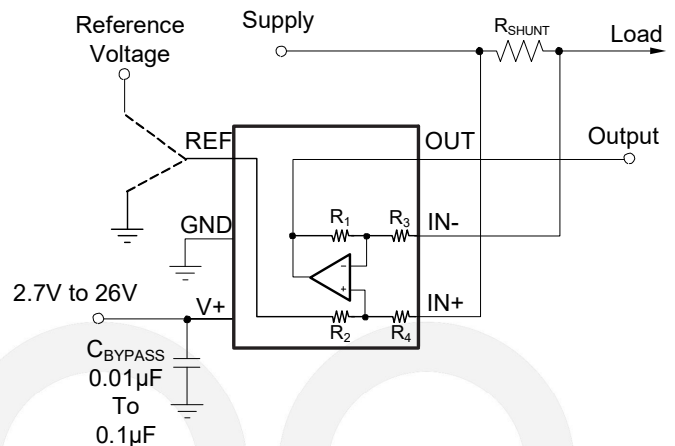 Reference
Voltage
Supply
RSHUNT
Load
REF
OUT
Output
GND
R1
R3
IN-
2.7V to 26V
V+
-
+
IN+
R2
R4
CBYPASS
0.01µF
To
0.1µF